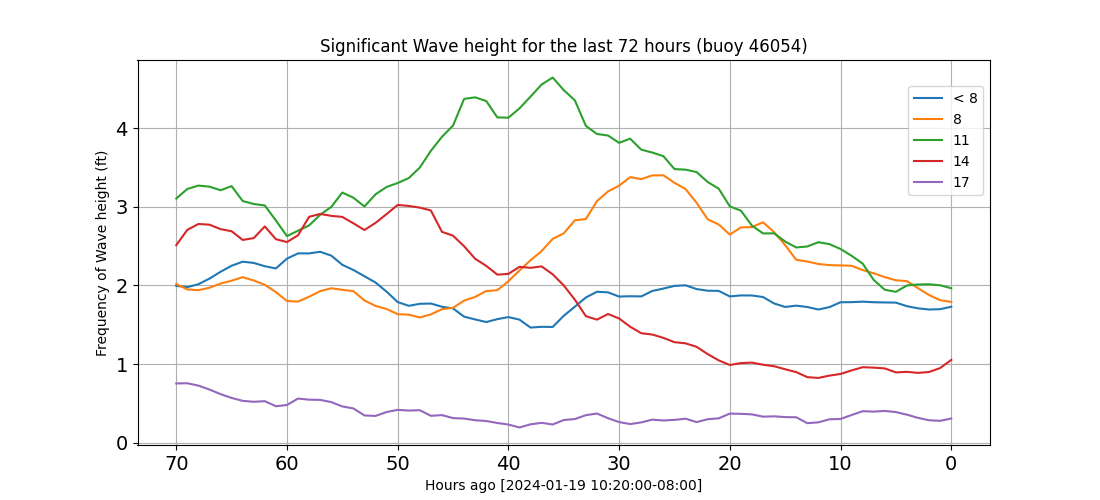 Significant Wave height for the last 72 hours (buoy 46054)
Frequency of Wave height (ft)
4
3
2
1
0
< 8
8
11
14
17
70 60 50 40 30 20 10 0
Hours ago [2024-01-19 10:20:00-08:00]